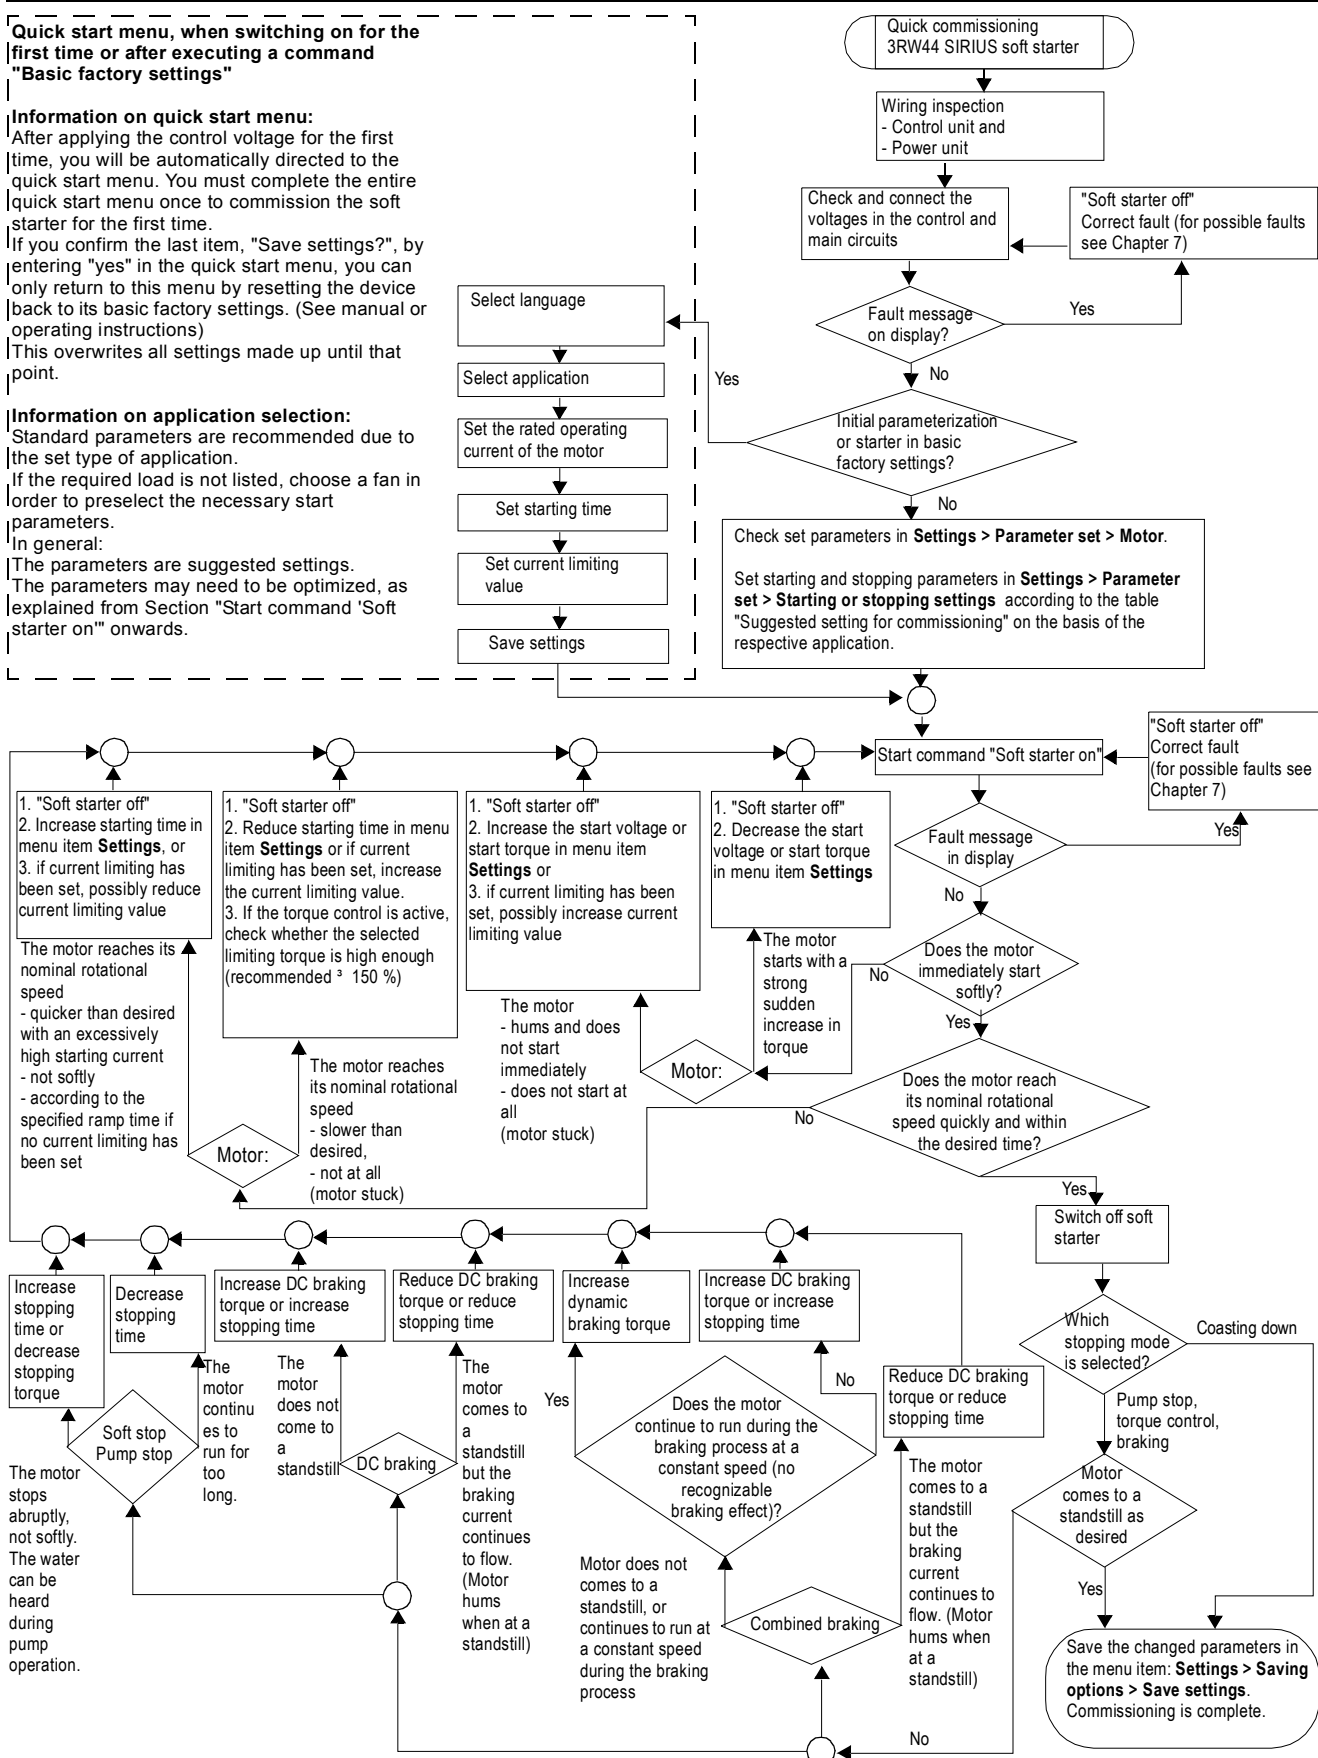 Quick start menu, when switching on for the
first time or after executing a command
"Basic factory settings"
Information on quick start menu:
After applying the control voltage for the first
time, you will be automatically directed to the
quick start menu. You must complete the entire
quick start menu once to commission the soft
starter for the first time.
If you confirm the last item, "Save settings?", by
entering "yes" in the quick start menu, you can
only return to this menu by resetting the device
back to its basic factory settings. (See manual or
operating instructions)
This overwrites all settings made up until that
point.
Information on application selection:
Standard parameters are recommended due to
the set type of application.
If the required load is not listed, choose a fan in
order to preselect the necessary start
parameters.
In general:
The parameters are suggested settings.
The parameters may need to be optimized, as
explained from Section "Start command 'Soft
starter on'" onwards.
Select language
Select application
Set the rated operating
current of the motor
Set starting time
Set current limiting
value
Save settings
Quick commissioning
3RW44 SIRIUS soft starter
Wiring inspection
- Control unit and
- Power unit
Check and connect the
voltages in the control and
main circuits
"Soft starter off"
Correct fault (for possible faults
see Chapter 7)
Fault message
on display?
Yes
No
Yes
Initial parameterization
or starter in basic
factory settings?
No
Check set parameters in Settings > Parameter set > Motor.
Set starting and stopping parameters in Settings > Parameter
set > Starting or stopping settings according to the table
"Suggested setting for commissioning" on the basis of the
respective application.
Start command "Soft starter on"
"Soft starter off"
Correct fault
(for possible faults see
Chapter 7)
Fault message
in display
Yes
No
1. "Soft starter off"
2. Increase starting time in
menu item Settings, or
3. if current limiting has
been set, possibly reduce
current limiting value
1. "Soft starter off"
2. Reduce starting time in menu
item Settings or if current
limiting has been set, increase
the current limiting value.
3. If the torque control is active,
check whether the selected
limiting torque is high enough
(recommended ³ 150 %)
1. "Soft starter off"
2. Increase the start voltage or
start torque in menu item
Settings or
3. if current limiting has been
set, possibly increase current
limiting value
1. "Soft starter off"
2. Decrease the start
voltage or start torque
in menu item Settings
The motor reaches its
nominal rotational
speed
- quicker than desired
with an excessively
high starting current
- not softly
- according to the
specified ramp time if
no current limiting has
been set
Motor:
The motor reaches
its nominal rotational
speed
- slower than
desired,
- not at all
(motor stuck)
The motor
- hums and does
not start
immediately
- does not start at
all
(motor stuck)
Motor:
The motor
starts with a
strong
sudden
increase in
torque
No
Does the motor
immediately start
softly?
Yes
Does the motor reach
its nominal rotational
speed quickly and within
the desired time?
No
Yes
Switch off soft
starter
Which
stopping mode
is selected?
Coasting down
Pump stop,
torque control,
braking
Motor
comes to a
standstill as
desired
Yes
No
Save the changed parameters in
the menu item: Settings > Saving
options > Save settings.
Commissioning is complete.
Increase
stopping
time or
decrease
stopping
torque
Decrease
stopping
time
Increase DC braking
torque or increase
stopping time
Reduce DC braking
torque or reduce
stopping time
Increase
dynamic
braking torque
Increase DC braking
torque or increase
stopping time
Reduce DC braking
torque or reduce
stopping time
Soft stop
Pump stop
The motor
stops
abruptly,
not softly.
The water
can be
heard
during
pump
operation.
The
motor
continu
es to
run for
too
long.
The
motor
does not
come to
a
standstill
DC braking
The
motor
comes to
a
standstill
but the
braking
current
continues
to flow.
(Motor
hums
when at a
standstill)
Yes
Does the motor
continue to run during the
braking process at a
constant speed (no
recognizable
braking effect)?
No
Motor does not
comes to a
standstill, or
continues to run at
a constant speed
during the braking
process
Combined braking
The motor
comes to a
standstill
but the
braking
current
continues to
flow. (Motor
hums when
at a
standstill)